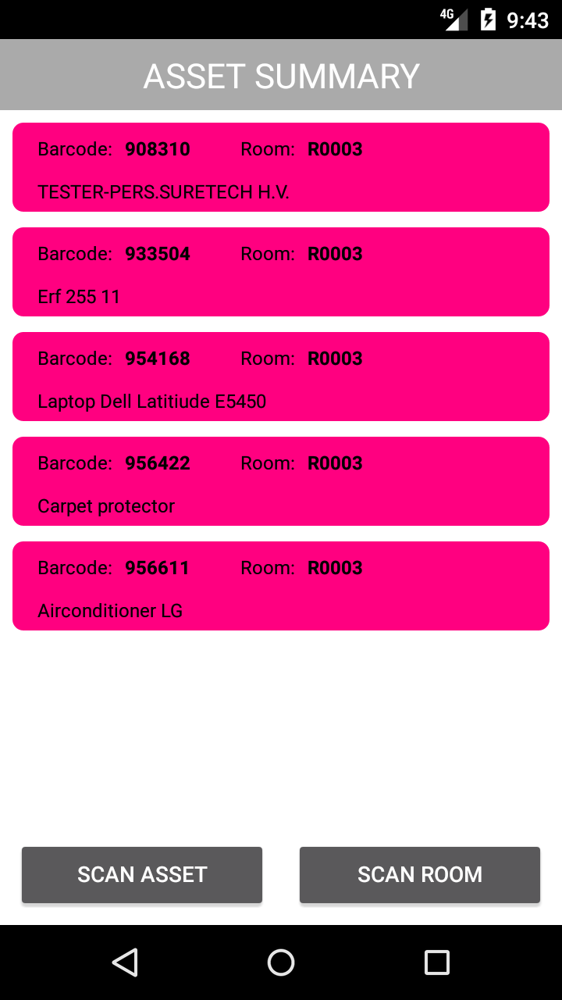 4G 9:43
ASSET SUMMARY
Barcode: 908310 Room: R0003
TESTER-PERS.SURETECH H.V.
Barcode: 933504 Room: R0003
Erf 255 11
Barcode: 954168 Room: R0003
Laptop Dell Latitiude E5450
Barcode: 956422 Room: R0003
Carpet protector
Barcode: 956611 Room: R0003
Airconditioner LG
SCAN ASSET SCAN ROOM